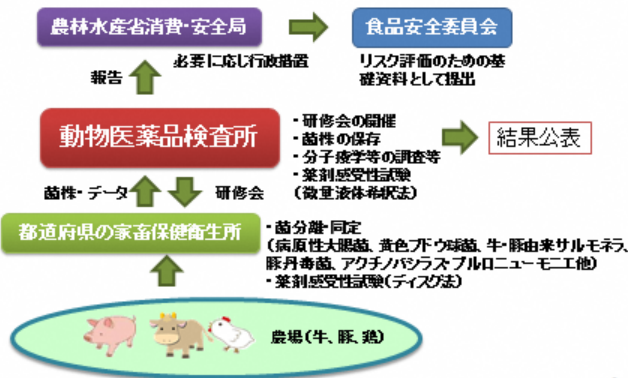 農林水産省消費・安全局
食品安全委員会
報告
必要に応じ行政措置
リスク評価のための基
礎資料として提出
動物医薬品検査所
・研修会の開催
・菌株の保存
・分子疫学等の調査等
・薬剤感受性試験
（微量液体希釈法）
結果公表
菌株・データ
研修会
都道府県の家畜保健衛生所
・菌分離・同定
（病原性大腸菌、黄色ブドウ球菌、牛・豚由来サルモネラ、
豚丹毒菌、アクチノバシラス・プルロニューモニエ他）
・薬剤感受性試験（ディスク法）
農場（牛、豚、鶏）